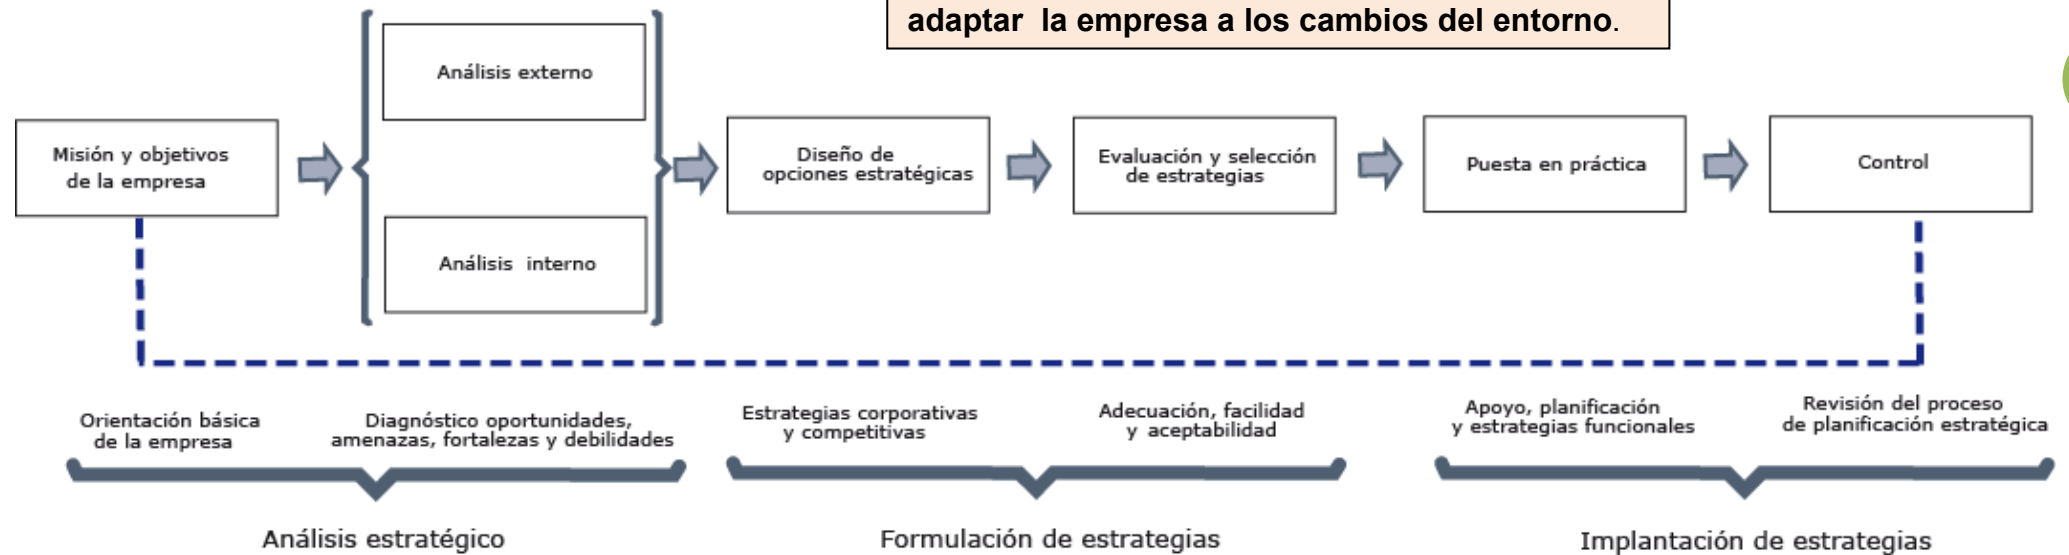 adaptar la empresa a los cambios del entorno.
Análisis externo
Misión y objetivos
de la empresa
Análisis interno
Diseño de
opciones estratégicas
Evaluación y selección
de estrategias
Puesta en práctica
Control
Orientación básica
de la empresa
Diagnóstico oportunidades,
amenazas, fortalezas y debilidades
Estrategias corporativas
y competitivas
Adecuación, facilidad
y aceptabilidad
Apoyo, planificación
y estrategias funcionales
Revisión del proceso
de planificación estratégica
Análisis estratégico
Formulación de estrategias
Implantación de estrategias